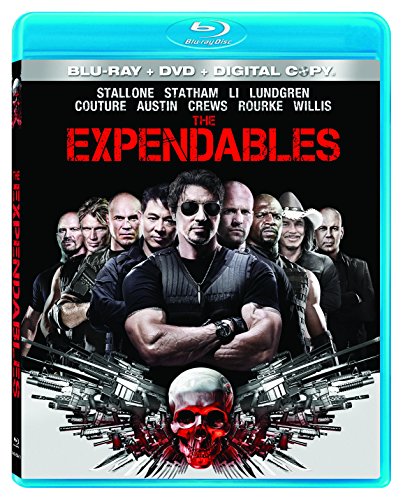 Blu-ray Disc
BLU-RAY + DVD + DIGITAL COPY
STALLONE STATHAM LI LUNDGREN
COUTURE AUSTIN CREWS ROURKE WILLIS
THE
EXPENDABLES
THE EXPENDABLES